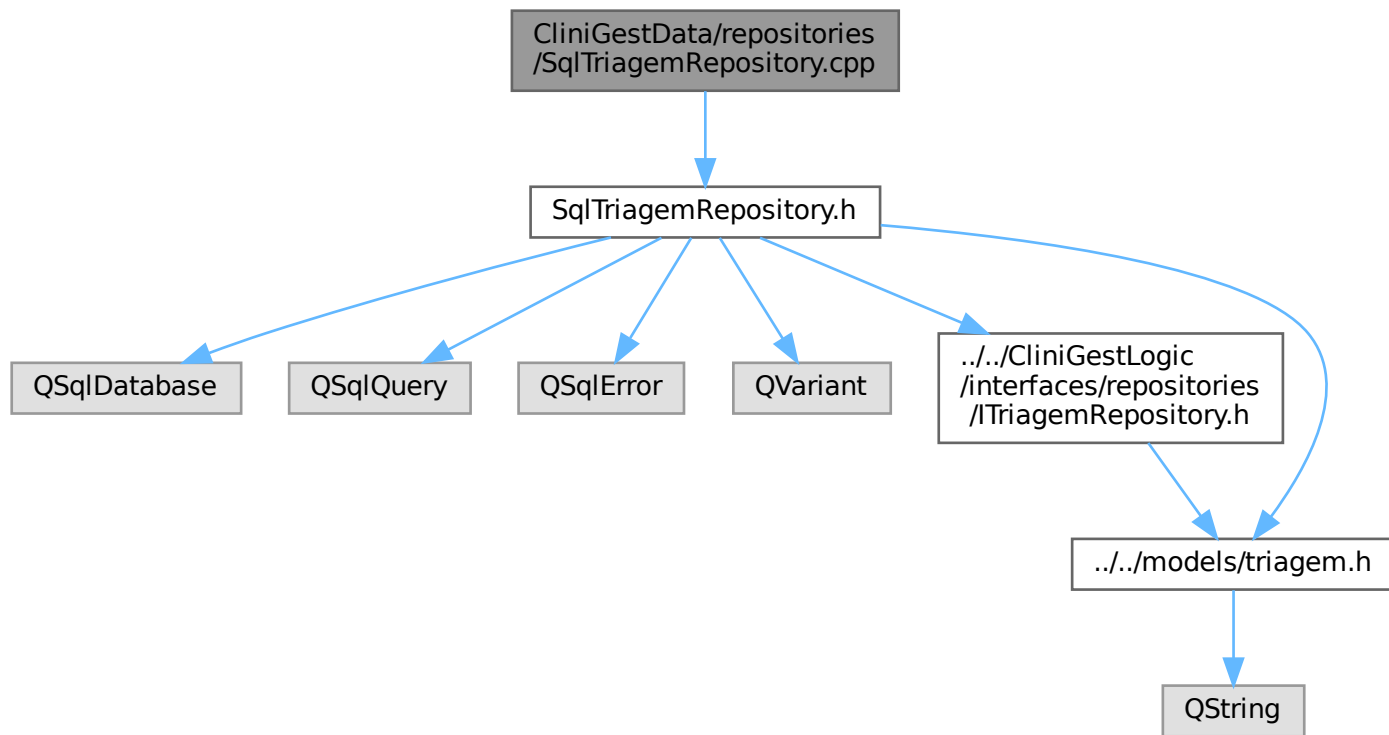 CliniGestData/repositories
/SqlTriagemRepository.cpp
SqlTriagemRepository.h
QSqlDatabase
QSqlQuery
QSqlError
QVariant
../../CliniGestLogic
/interfaces/repositories
/ITriagemRepository.h
../../models/triagem.h
QString